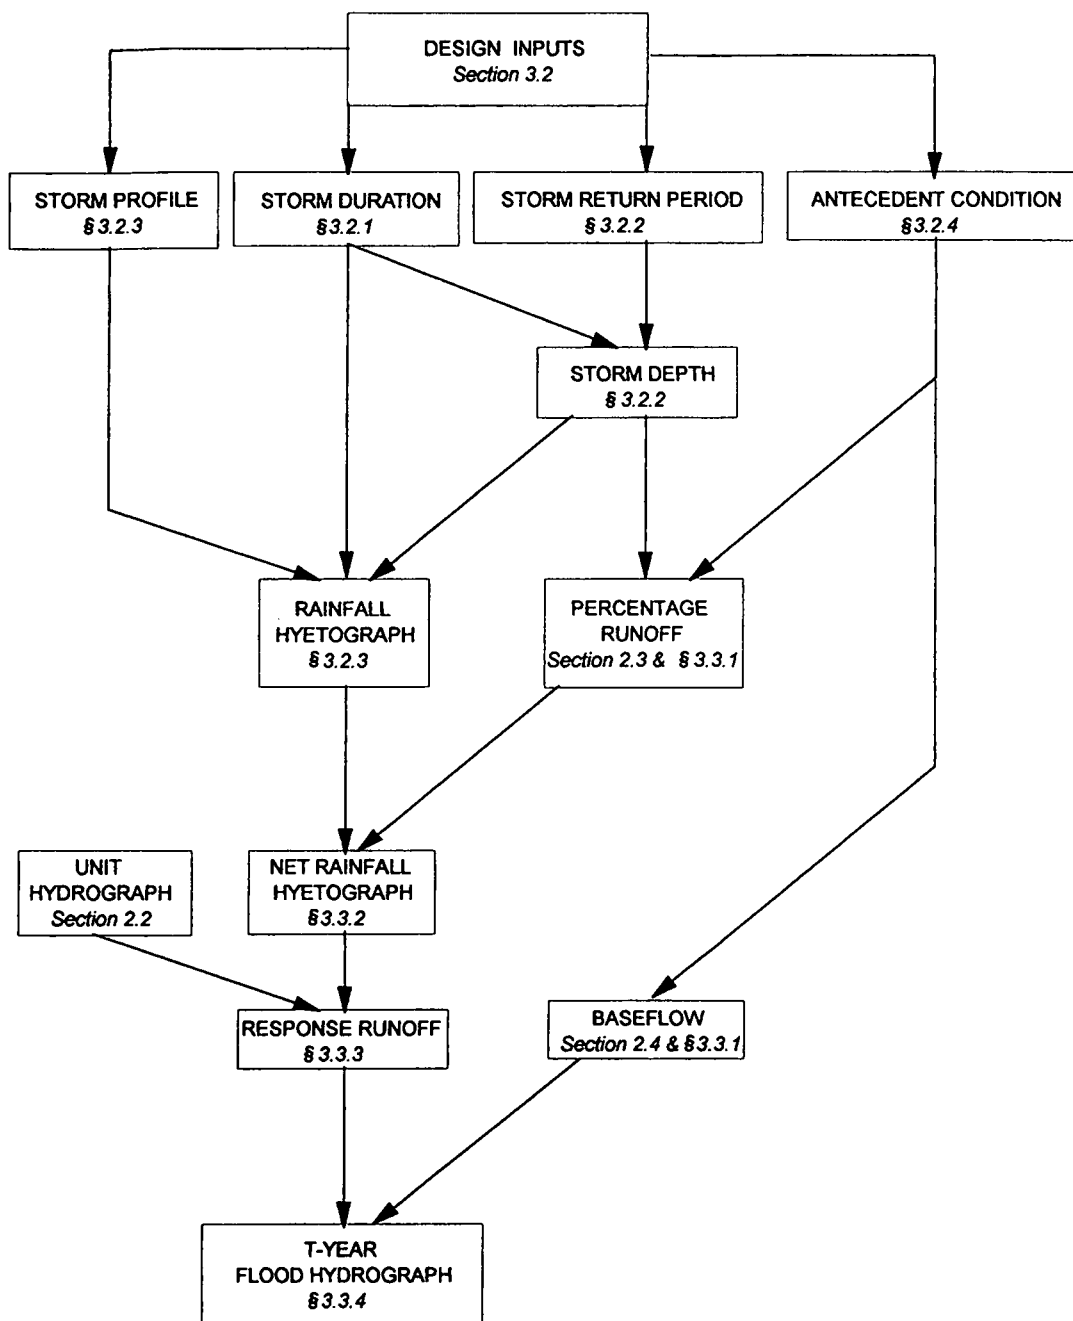 DESIGN INPUTS
Section 3.2
STORM PROFILE
§ 3.2.3
STORM DURATION
§3.2.1
STORM RETURN PERIOD
§3.2.2
ANTECEDENT CONDITION
§3.2.4
STORM DEPTH
§ 3.2.2
RAINFALL
HYETOGRAPH
§ 3.2.3
PERCENTAGE
RUNOFF
Section 2.3 & § 3.3.1
UNIT
HYDROGRAPH
Section 2.2
NET RAINFALL
HYETOGRAPH
§3.3.2
RESPONSE RUNOFF
§ 3.3.3
BASEFLOW
Section 2.4 & §3.3.1
T-YEAR
FLOOD HYDROGRAPH
§3.3.4